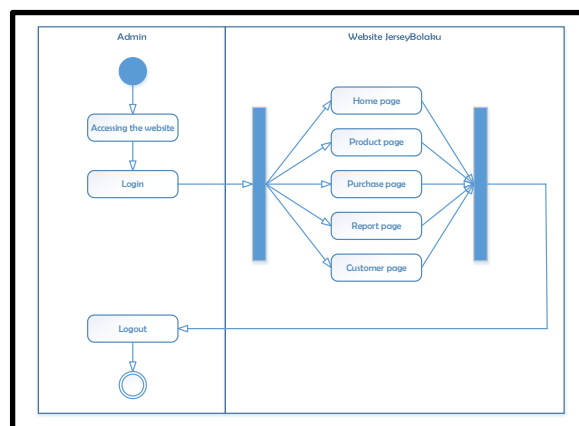 Admin
Website JerseyBolaku
Accessing the website
Login
Home page
Product page
Purchase page
Report page
Customer page
Logout